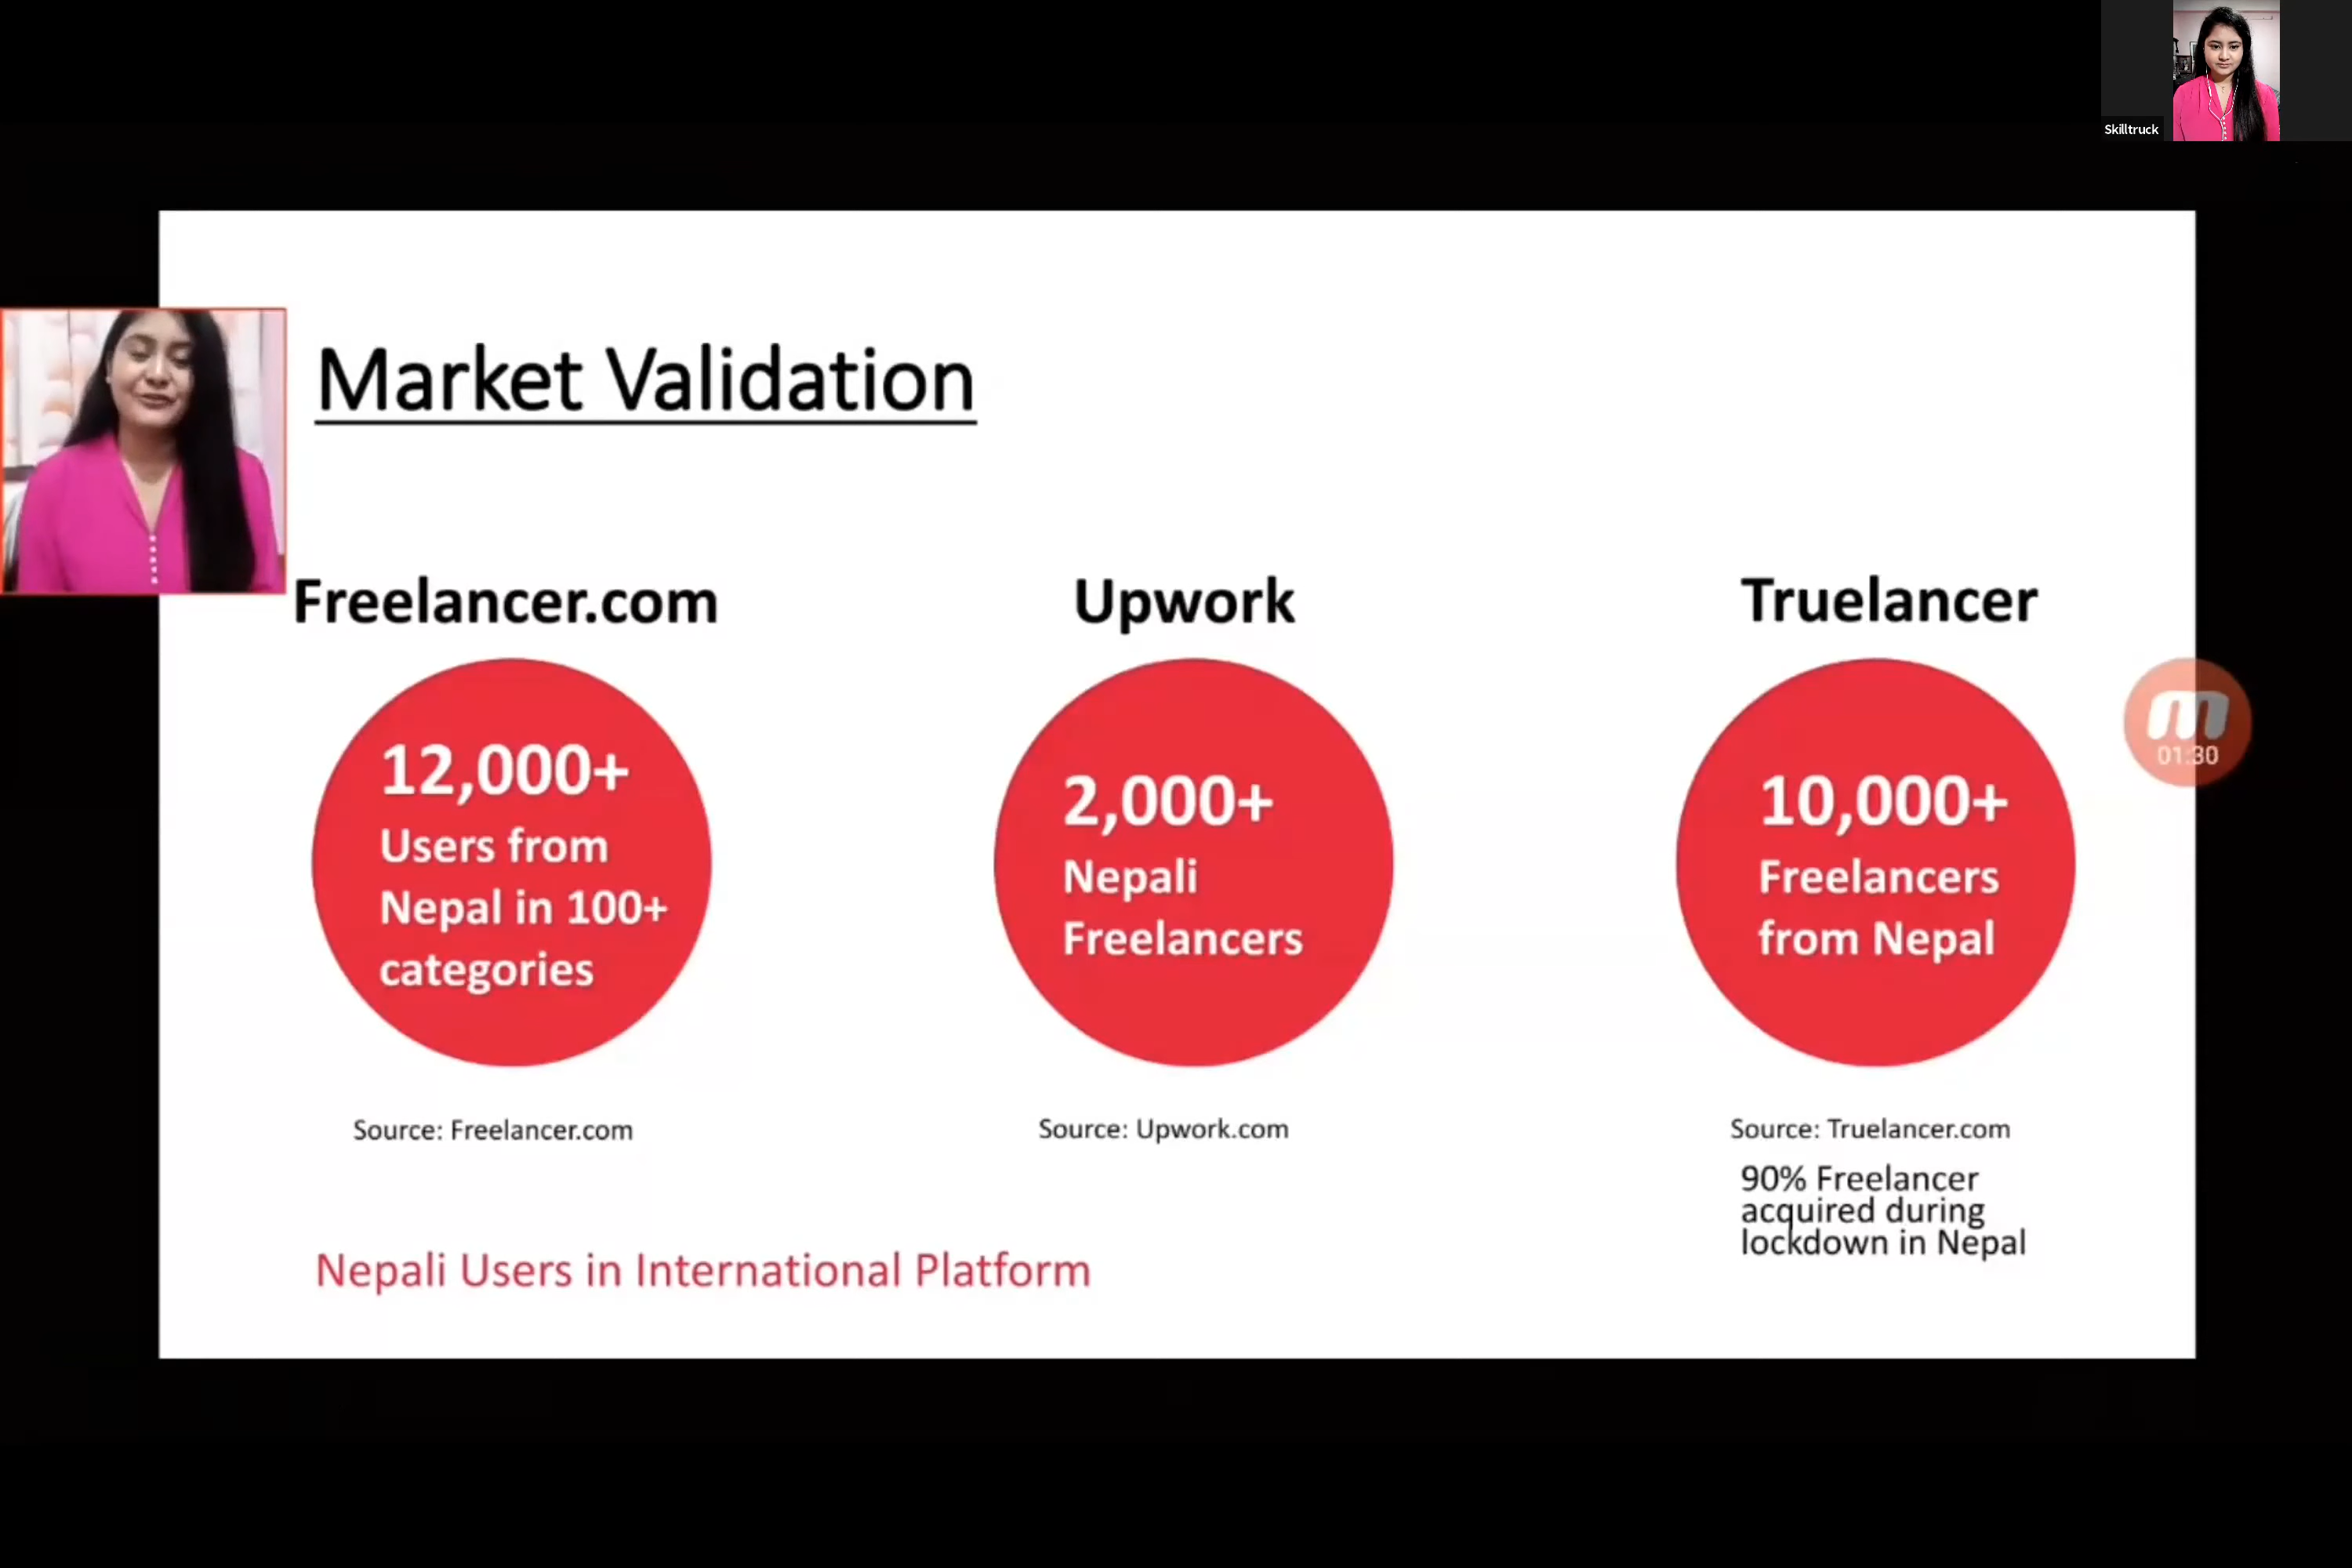 Skilltruck
Market Validation
Freelancer.com
12,000+
Users from
Nepal in 100+
categories
Source: Freelancer.com
Upwork
2,000+
Nepali
Freelancers
Source: Upwork.com
Truelancer
10,000+
Freelancers
from Nepal
Source: Truelancer.com
90% Freelancer
acquired during
lockdown in Nepal
Nepali Users in International Platform
m
01:30